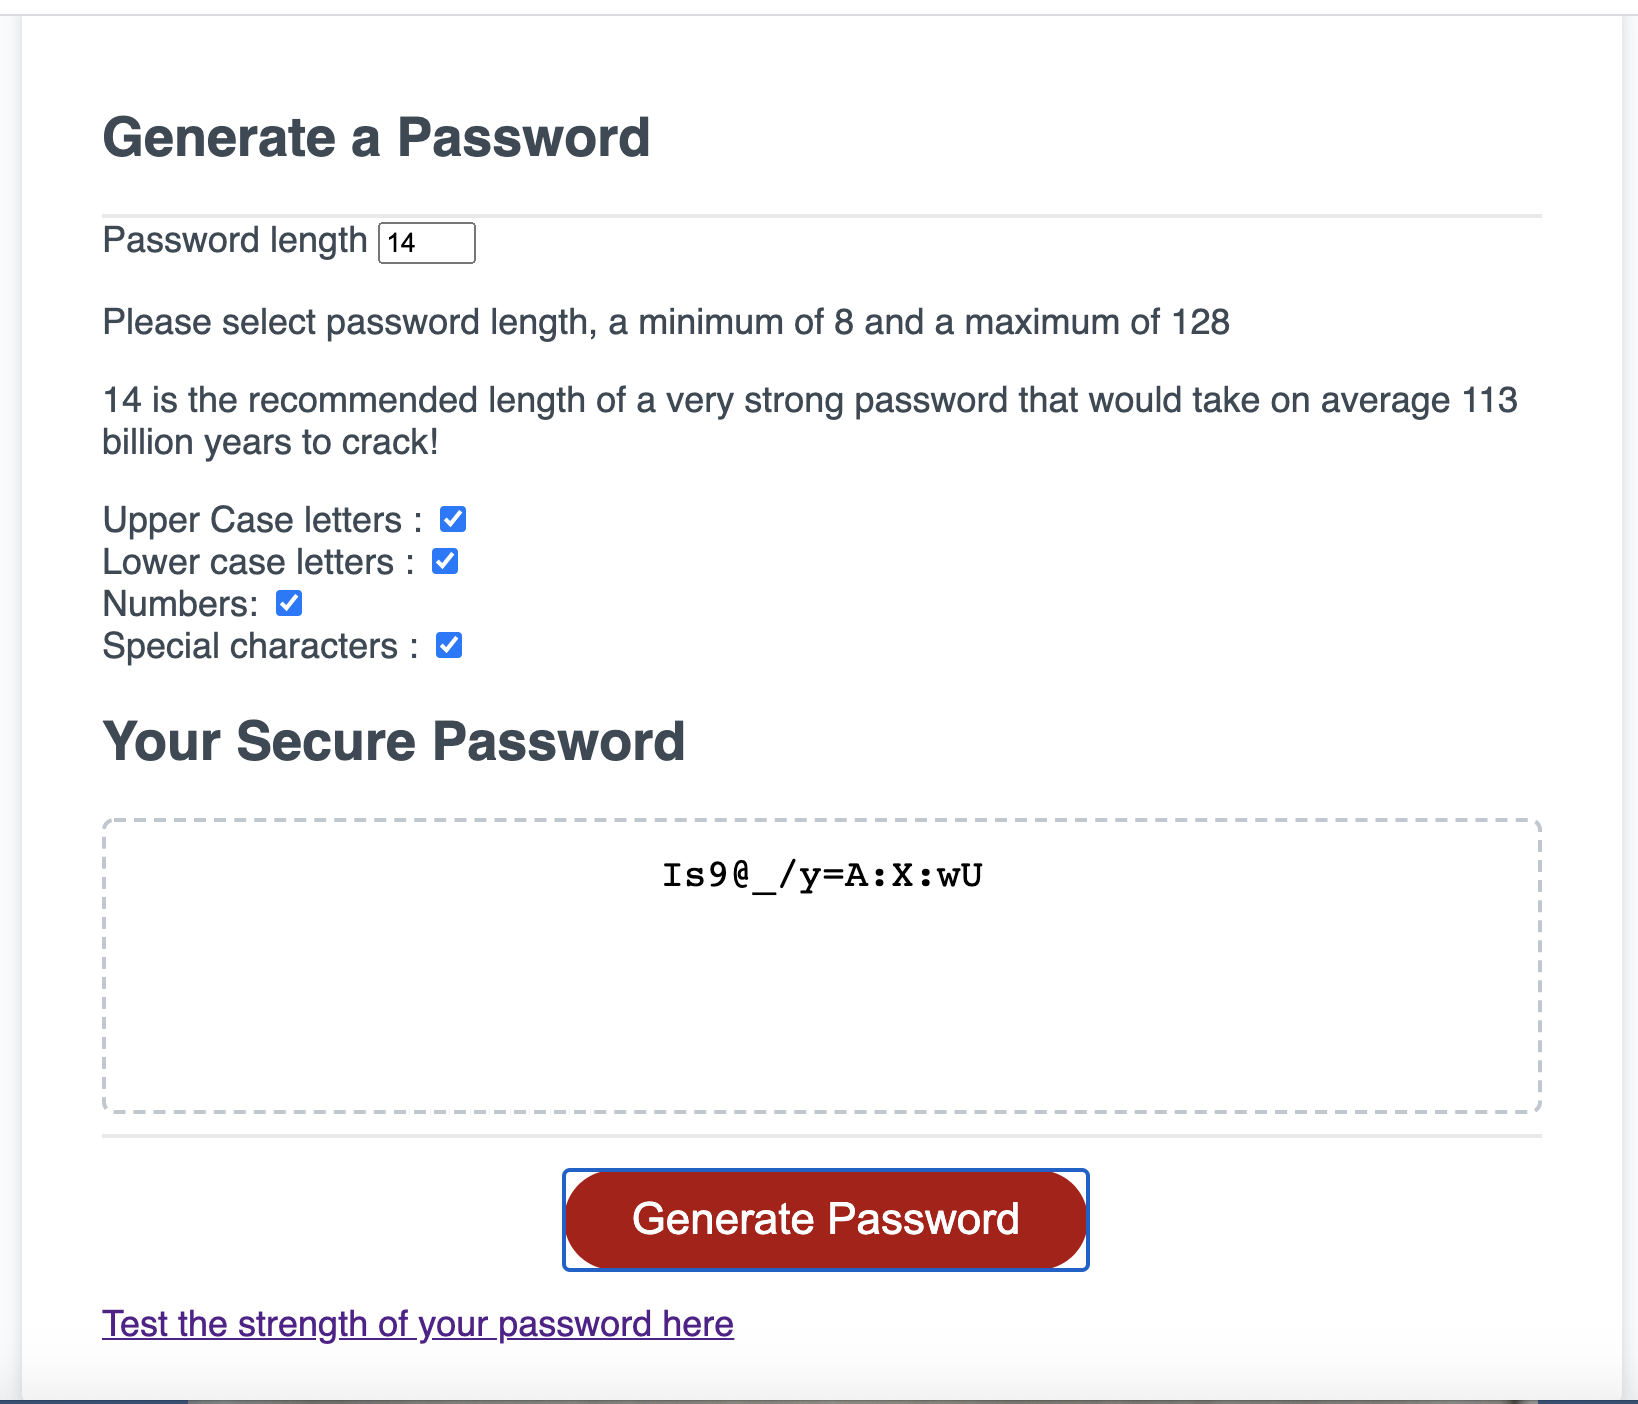 Generate a Password
Password length 14
Please select password length, a minimum of 8 and a maximum of 128
14 is the recommended length of a very strong password that would take on average 113
billion years to crack!
Upper Case letters :
Lower case letters :
Numbers:
Special characters :
Your Secure Password
Is9@_/y=A:X:wU
Generate Password
Test the strength of your password here